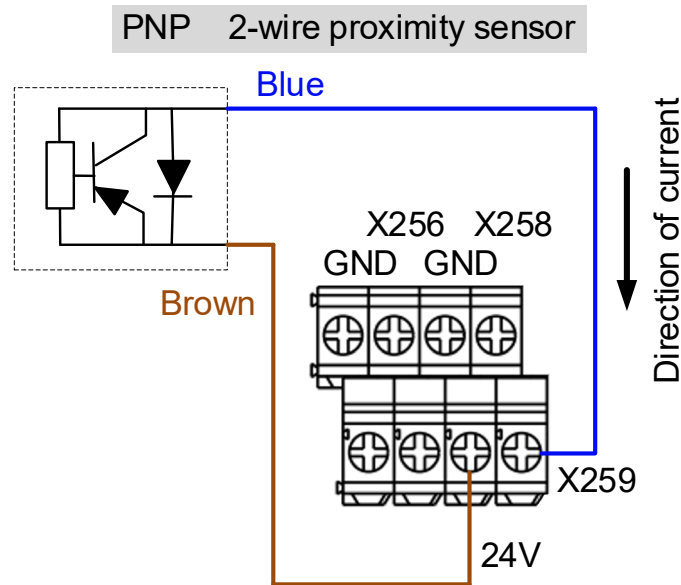 PNP 2-wire proximity sensor
Blue
Direction of current
X256 X258
GND GND
Brown
X259
24V